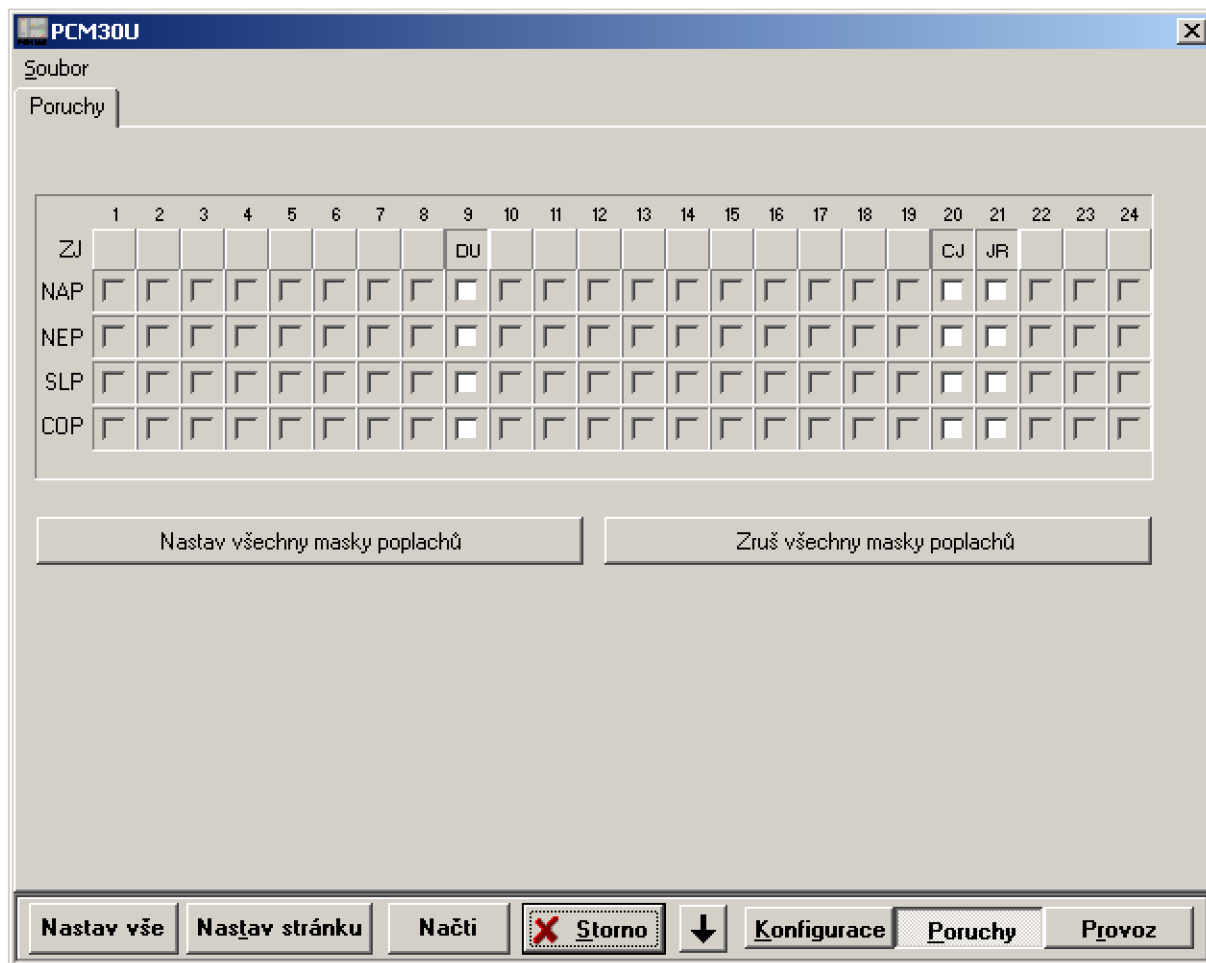 PCM30U
Soubor
Poruchy
1 2 3 4 5 6 7 8 9 10 11 12 13 14 15 16 17 18 19 20 21 22 23 24
ZJ DU CJ JR
NAP
NEP
SLP
COP
Nastav všechny masky poplachů Zruš všechny masky poplachů
Nastav vše Nastav stránku Načti Storno Konfigurace Poruchy Provoz